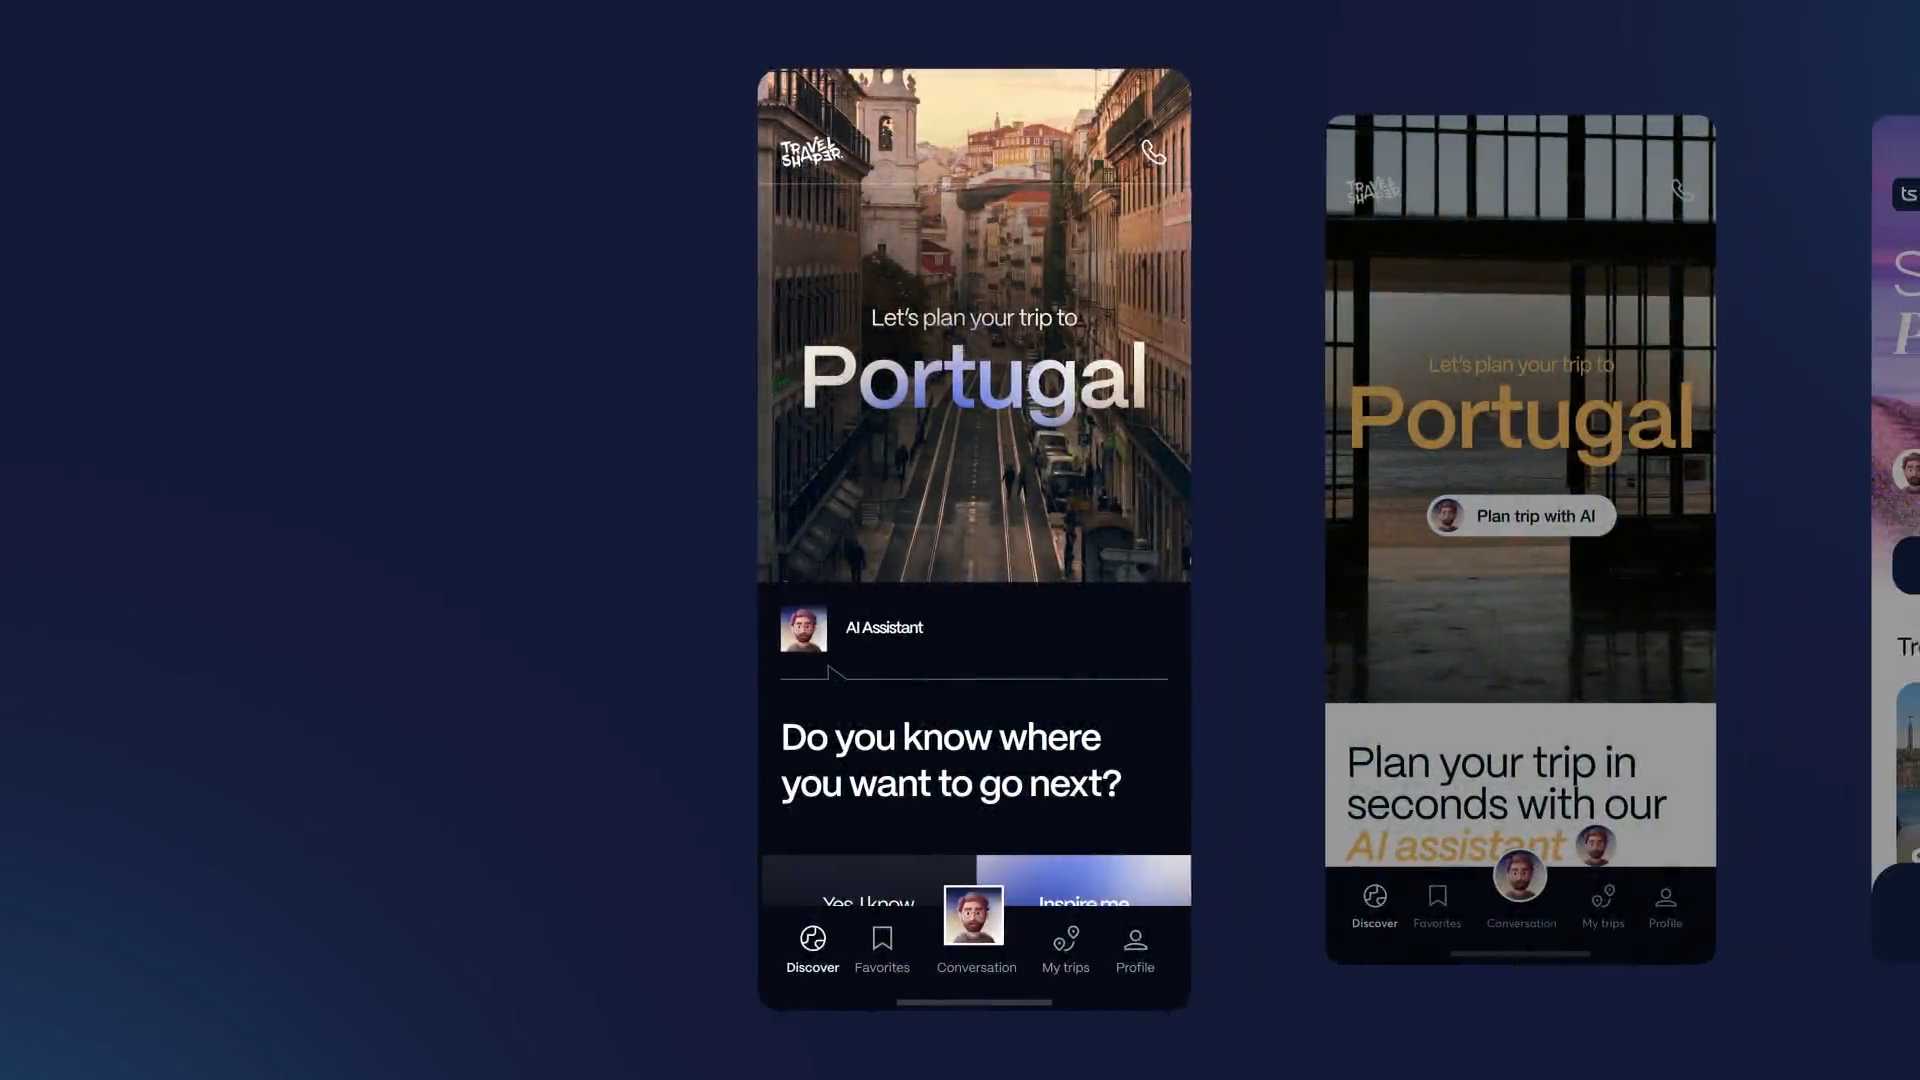 TRAVEL
SHAPER.
Let's plan your trip to
Portugal
AI Assistant
Do you know where
you want to go next?
Yes, I know
Inspire me
Discover
Favorites
Conversation
My trips
Profile
TRAVEL
SHAPER.
Let's plan your trip to
Portugal
Plan trip with AI
Plan your trip in
seconds with our
AI assistant
Discover
Favorites
Conversation
My trips
Profile
ts
S
P
Tr